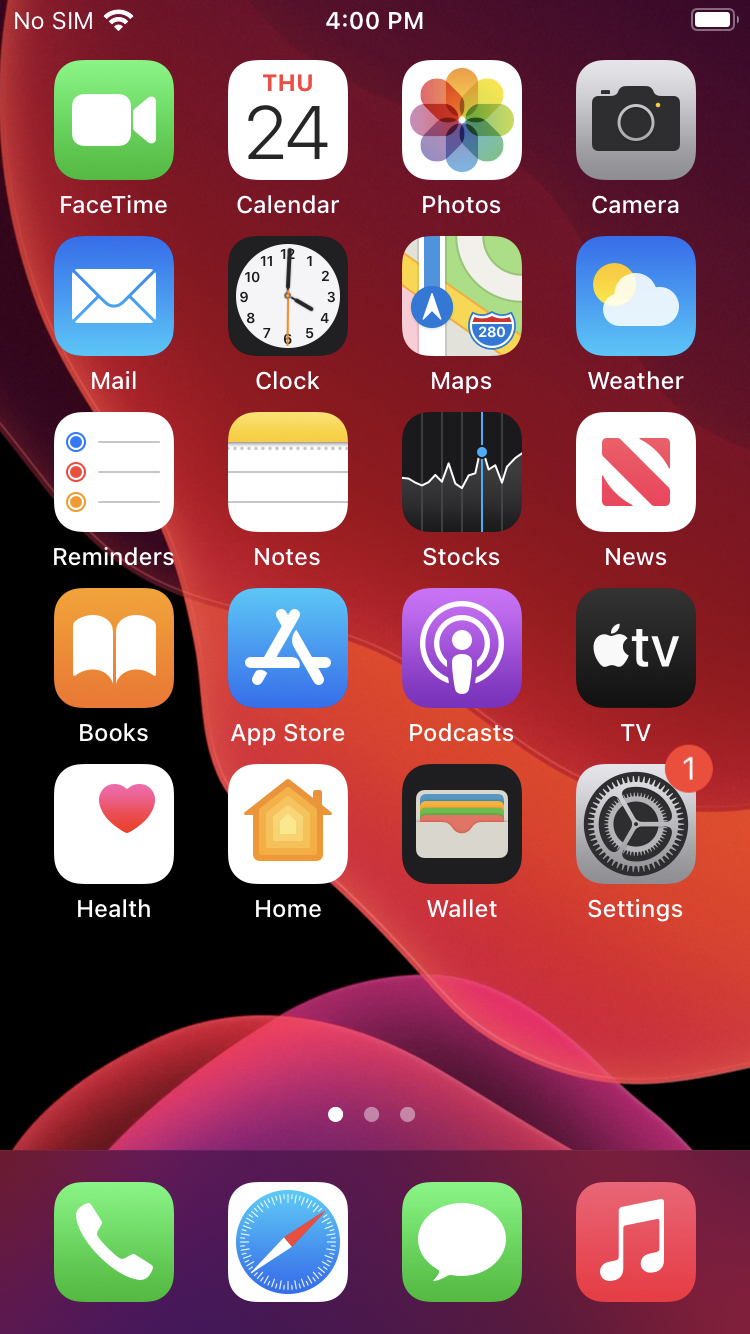 No SIM 4:00 PM
THU
24
FaceTime Calendar Photos Camera
12
11 1
10 2
9 3
8 4
7 5
6
280
Mail Clock Maps Weather
Reminders Notes Stocks News
tv
Books App Store Podcasts TV
1
Health Home Wallet Settings